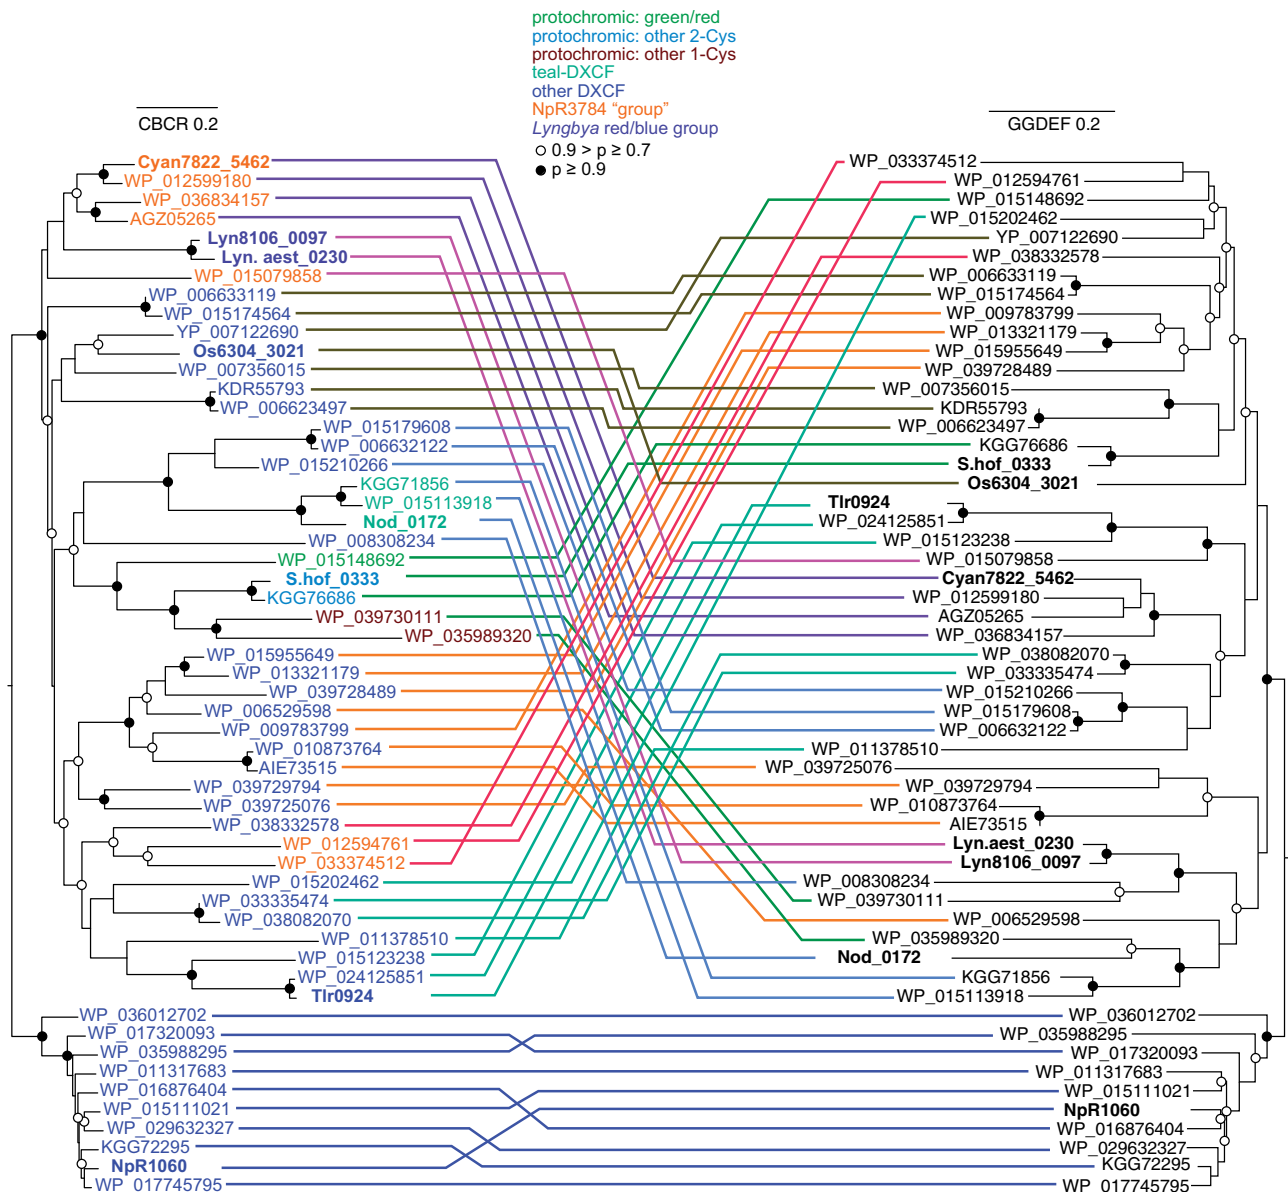 protochromic: green/red
protochromic: other 2-Cys
protochromic: other 1-Cys
teal-DXCF
other DXCF
NpR3784 “group”
Lyngbya red/blue group
0.9 > p ≥ 0.7
p ≥ 0.9
CBCR 0.2
Cyan7822_5462
WP_012599180
WP_036834157
AGZ05265
Lyn8106_0097
Lyn. aest_0230
WP_015079858
WP_006633119
WP_015174564
YP_007122690
Os6304_3021
WP_007356015
KDR55793
WP_006623497
WP_015179608
WP_006632122
WP_015210266
KGG71856
WP_015113918
Nod_0172
WP_008308234
WP_015148692
S.hof_0333
KGG76686
WP_039730111
WP_035989320
WP_015955649
WP_013321179
WP_039728489
WP_006529598
WP_009783799
WP_010873764
AIE73515
WP_039729794
WP_039725076
WP_038332578
WP_012594761
WP_033374512
WP_015202462
WP_033335474
WP_038082070
WP_011378510
WP_015123238
WP_024125851
Tlr0924
WP_036012702
WP_017320093
WP_035988295
WP_011317683
WP_016876404
WP_015111021
WP_029632327
KGG72295
NpR1060
WP_017745795
GGDEF 0.2
WP_033374512
WP_012594761
WP_015148692
WP_015202462
YP_007122690
WP_038332578
WP_006633119
WP_015174564
WP_009783799
WP_013321179
WP_015955649
WP_039728489
WP_007356015
KDR55793
WP_006623497
KGG76686
S.hof_0333
Os6304_3021
Tlr0924
WP_024125851
WP_015123238
WP_015079858
Cyan7822_5462
WP_012599180
AGZ05265
WP_036834157
WP_038082070
WP_033335474
WP_015210266
WP_015179608
WP_006632122
WP_011378510
WP_039725076
WP_039729794
WP_010873764
AIE73515
Lyn.aest_0230
Lyn8106_0097
WP_008308234
WP_039730111
WP_006529598
WP_035989320
Nod_0172
KGG71856
WP_015113918
WP_036012702
WP_035988295
WP_017320093
WP_011317683
WP_015111021
NpR1060
WP_016876404
WP_029632327
KGG72295
WP_017745795